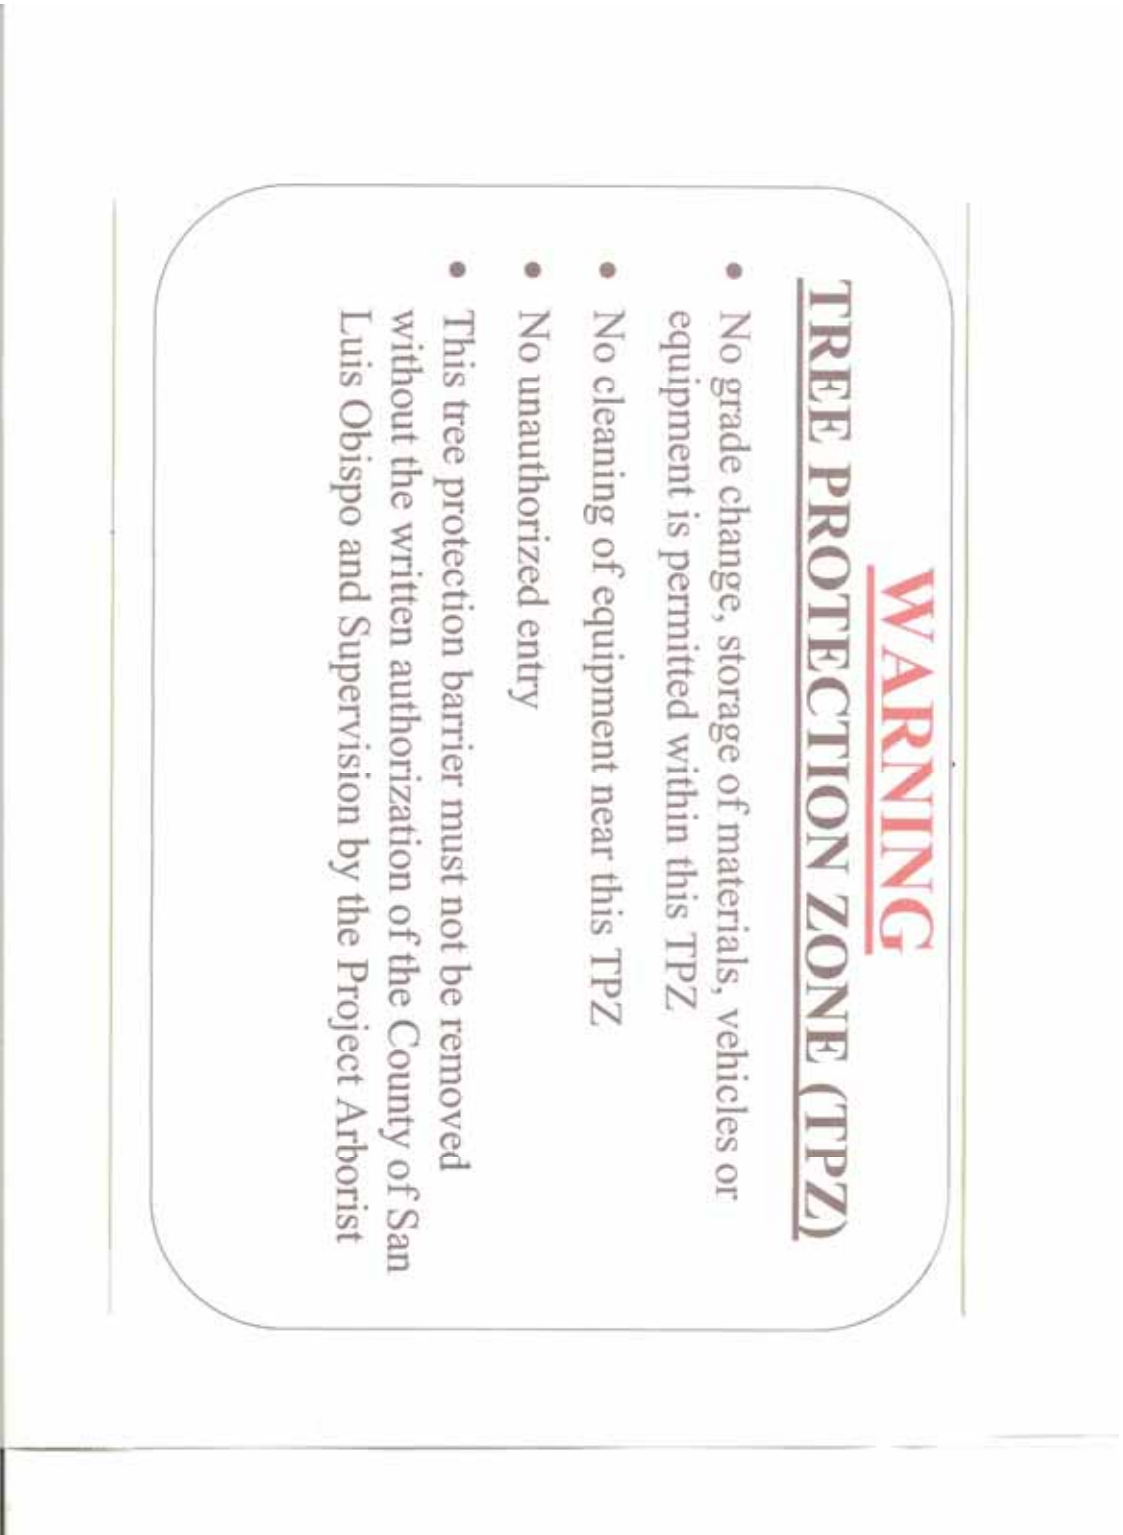 WARNING
TREE PROTECTION ZONE (TPZ)
• No grade change, storage of materials, vehicles or
equipment is permitted within this TPZ
• No cleaning of equipment near this TPZ
• No unauthorized entry
• This tree protection barrier must not be removed
without the written authorization of the County of San
Luis Obispo and Supervision by the Project Arborist